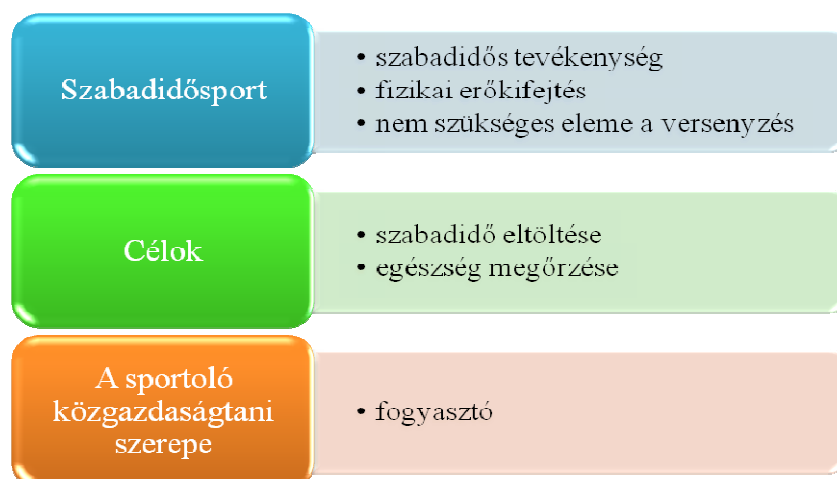 Szabadidősport
• szabadidős tevékenység
• fizikai erőkifejtés
• nem szükséges eleme a versenyzés
Célok
• szabadidő eltöltése
• egészség megőrzése
A sportoló
közgazdaságtani
szerepe
• fogyasztó